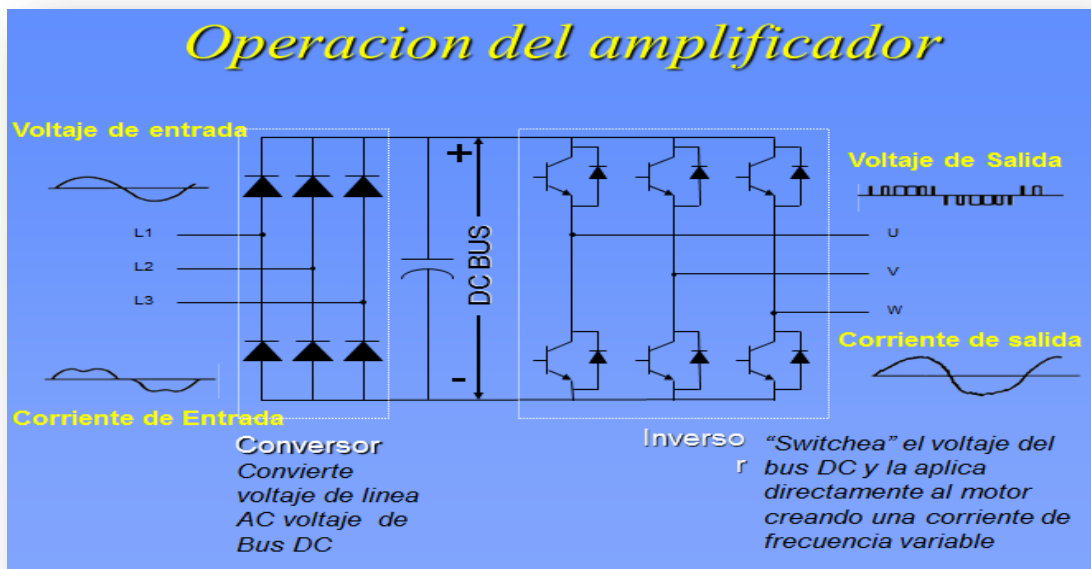 Operacion del amplificador
Voltaje de entrada
Voltaje de Salida
L1
L2
L3
+
DC BUS
-
U
V
W
Corriente de salida
Corriente de Entrada
Conversor
Convierte
voltaje de linea
AC voltaje de
Bus DC
Inverso
r
“Switchea” el voltaje del
bus DC y la aplica
directamente al motor
creando una corriente de
frecuencia variable